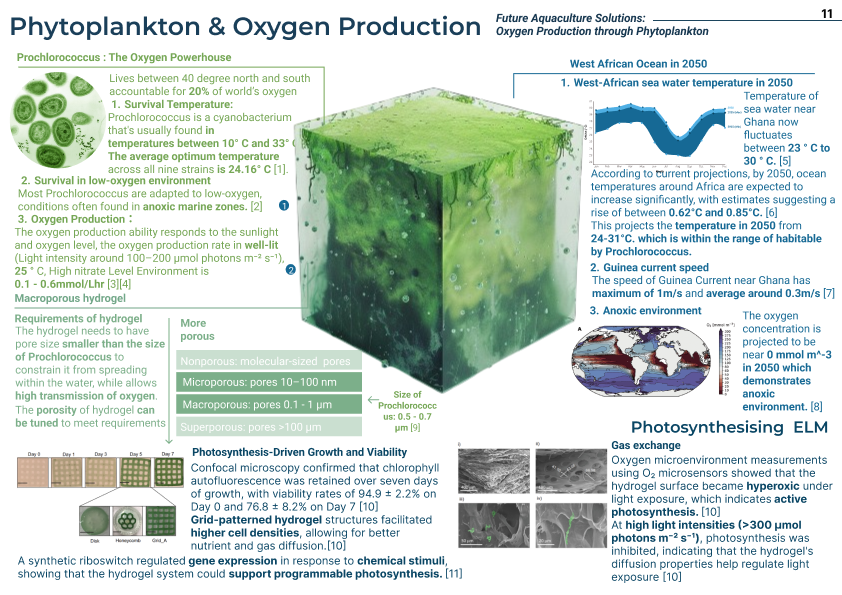 Phytoplankton & Oxygen Production
Future Aquaculture Solutions:
Oxygen Production through Phytoplankton
11
Prochlorococcus : The Oxygen Powerhouse
Lives between 40 degree north and south
accountable for 20% of world's oxygen
1. Survival Temperature:
Prochlorococcus is a cyanobacterium
that's usually found in
temperatures between 10° C and 33° C
The average optimum temperature
across all nine strains is 24.16° C [1].
2. Survival in low-oxygen environment
Most Prochlorococcus are adapted to low-oxygen,
conditions often found in anoxic marine zones. [2]
1
3. Oxygen Production :
The oxygen production ability responds to the sunlight
and oxygen level, the oxygen production rate in well-lit
(Light intensity around 100–200 μmol photons m⁻² s⁻¹),
25 ° C, High nitrate Level Environment is
0.1 - 0.6mmol/Lhr [3][4]
2
Macroporous hydrogel
Requirements of hydrogel
The hydrogel needs to have
pore size smaller than the size
of Prochlorococcus to
constrain it from spreading
within the water, while allows
high transmission of oxygen.
The porosity of hydrogel can
be tuned to meet requirements
More
porous
Nonporous: molecular-sized pores
Microporous: pores 10–100 nm
Macroporous: pores 0.1 - 1 μm
Superporous: pores >100 μm
Size of
Prochlorococc
us: 0.5 - 0.7
μm [9]
West African Ocean in 2050
1. West-African sea water temperature in 2050
Temperature of
sea water near
Ghana now
fluctuates
between 23 ° C to
30 ° C. [5]
According to current projections, by 2050, ocean
temperatures around Africa are expected to
increase significantly, with estimates suggesting a
rise of between 0.62°C and 0.85°C. [6]
This projects the temperature in 2050 from
24-31°C. which is within the range of habitable
by Prochlorococcus.
2. Guinea current speed
The speed of Guinea Current near Ghana has
maximum of 1m/s and average around 0.3m/s [7]
3. Anoxic environment
A
The oxygen
concentration is
projected to be
near 0 mmol m^-3
in 2050 which
demonstrates
anoxic
environment. [8]
Day 0
Day 1
Day 3
Day 5
Day 7
Disk
Honeycomb
Grid_A
Photosynthesis-Driven Growth and Viability
Confocal microscopy confirmed that chlorophyll
autofluorescence was retained over seven days
of growth, with viability rates of 94.9 ± 2.2% on
Day 0 and 76.8 ± 8.2% on Day 7 [10]
Grid-patterned hydrogel structures facilitated
higher cell densities, allowing for better
nutrient and gas diffusion.[10]
A synthetic riboswitch regulated gene expression in response to chemical stimuli,
showing that the hydrogel system could support programmable photosynthesis. [11]
i)
ii)
iii)
iv)
Photosynthesising ELM
Gas exchange
Oxygen microenvironment measurements
using O₂ microsensors showed that the
hydrogel surface became hyperoxic under
light exposure, which indicates active
photosynthesis. [10]
At high light intensities (>300 μmol
photons m⁻² s⁻¹), photosynthesis was
inhibited, indicating that the hydrogel's
diffusion properties help regulate light
exposure [10]